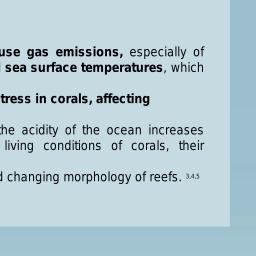 use gas emissions, especially of
sea surface temperatures, which
tress in corals, affecting
the acidity of the ocean increases
living conditions of corals, their
changing morphology of reefs. 3,4,5